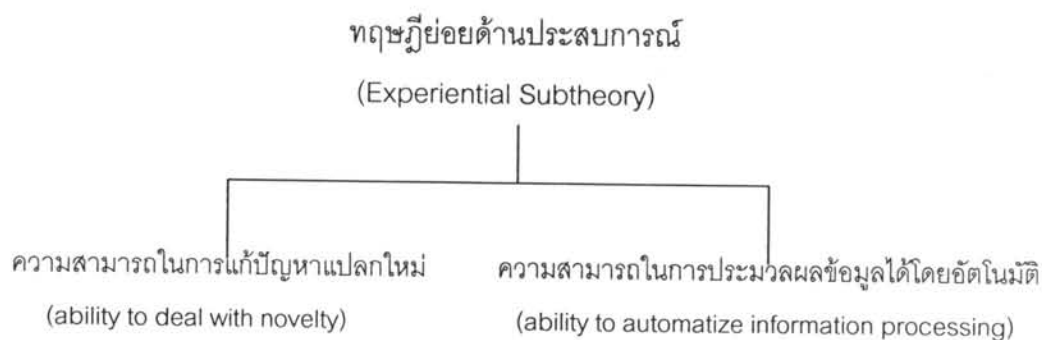 ทฤษฎีย่อยด้านประสบการณ์
(Experiential Subtheory)
ความสามารถในการแก้ปัญหาแปลกใหม่
(ability to deal with novelty)
ความสามารถในการประมวลผลข้อมูลได้โดยอัตโนมัติ
(ability to automatize information processing)